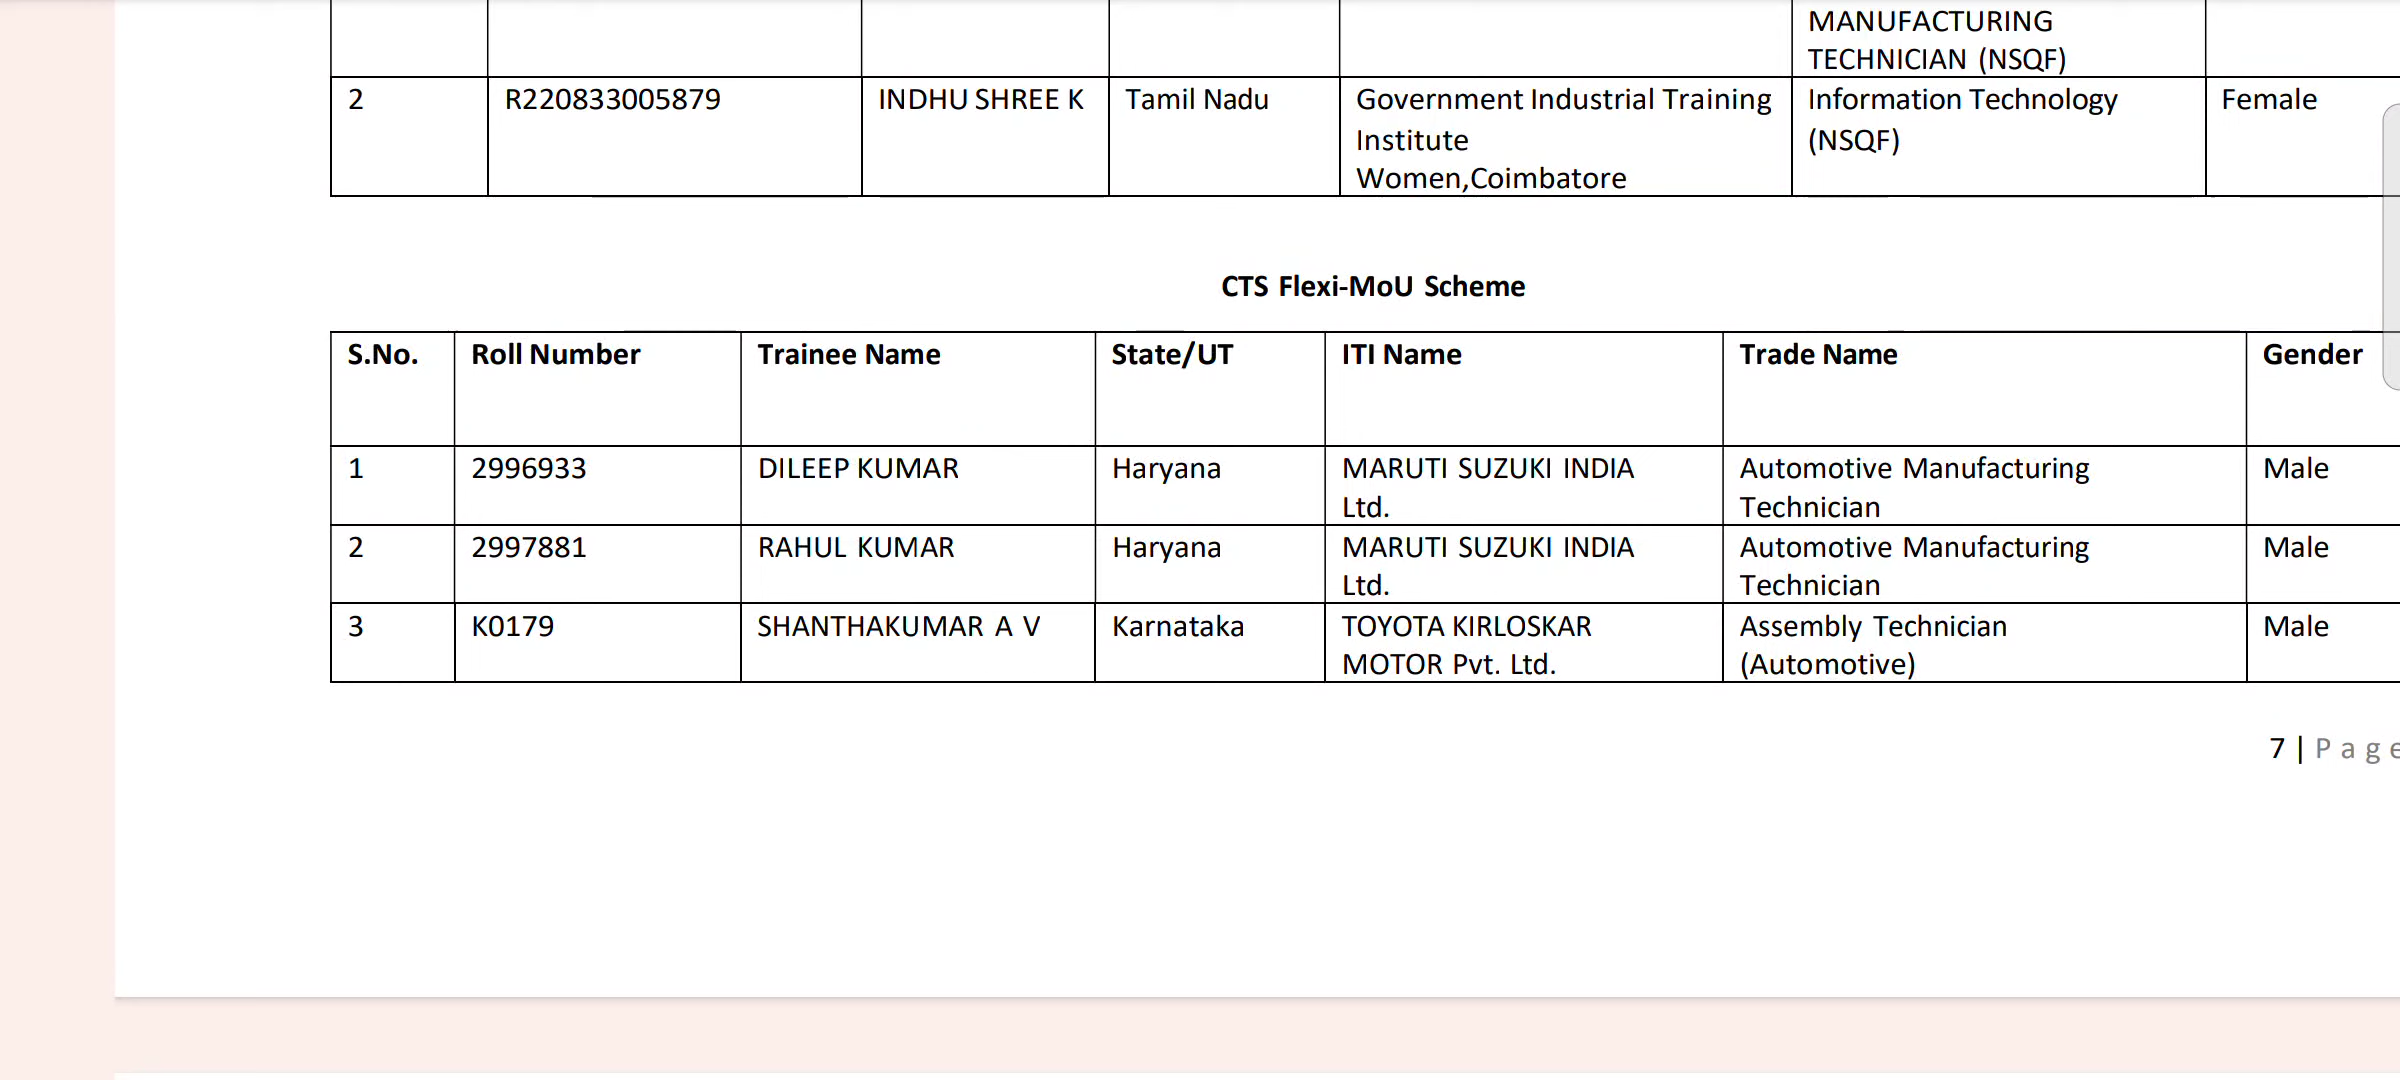 MANUFACTURING
TECHNICIAN (NSQF)
2 R220833005879 INDHU SHREE K Tamil Nadu Government Industrial Training Information Technology Female
Institute (NSQF)
Women,Coimbatore
CTS Flexi-MoU Scheme
S.No. Roll Number Trainee Name State/UT ITI Name Trade Name Gender
1 2996933 DILEEP KUMAR Haryana MARUTI SUZUKI INDIA Automotive Manufacturing Male
Ltd. Technician
2 2997881 RAHUL KUMAR Haryana MARUTI SUZUKI INDIA Automotive Manufacturing Male
Ltd. Technician
3 K0179 SHANTHAKUMAR A V Karnataka TOYOTA KIRLOSKAR Assembly Technician Male
MOTOR Pvt. Ltd. (Automotive)
7 | Page